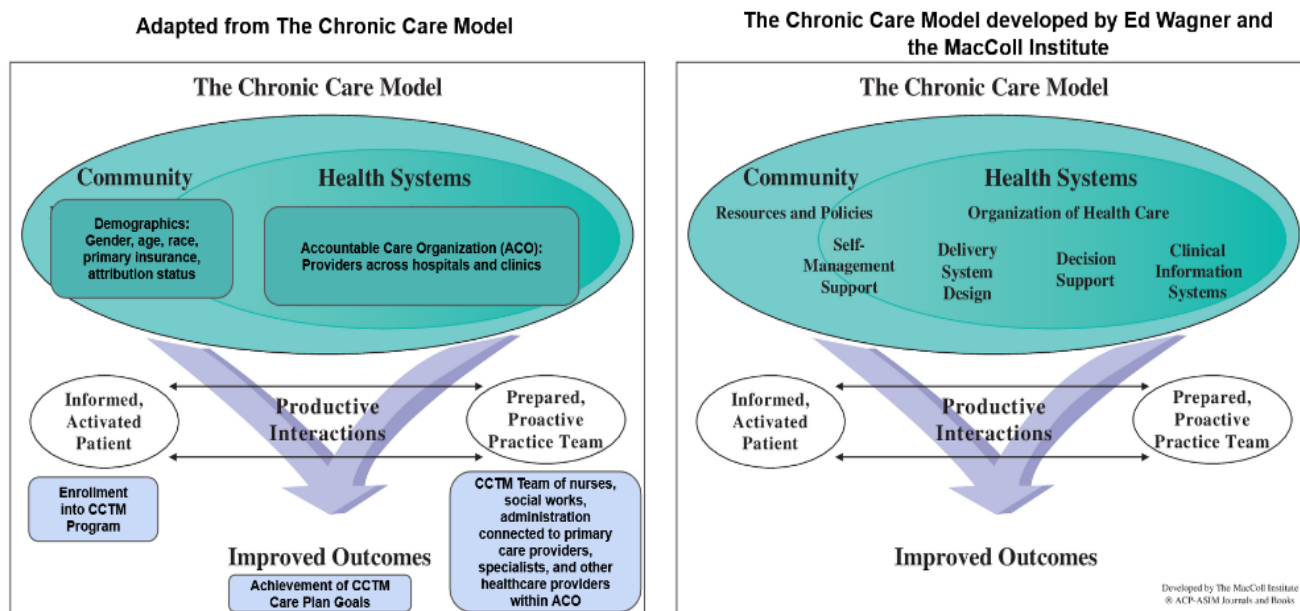 Adapted from The Chronic Care Model
The Chronic Care Model
Community
Health Systems
Demographics:
Gender, age, race,
primary insurance,
attribution status
Accountable Care Organization (ACO):
Providers across hospitals and clinics
Informed,
Activated
Patient
Productive
Interactions
Prepared,
Proactive
Practice Team
Enrollment
into CCTM
Program
CCTM Team of nurses,
social works,
administration
connected to primary
care providers,
specialists, and other
healthcare providers
within ACO
Improved Outcomes
Achievement of CCTM
Care Plan Goals
The Chronic Care Model developed by Ed Wagner and
the MacColl Institute
The Chronic Care Model
Community
Health Systems
Resources and Policies
Organization of Health Care
Self-
Management
Support
Delivery
System
Design
Decision
Support
Clinical
Information
Systems
Informed,
Activated
Patient
Productive
Interactions
Prepared,
Proactive
Practice Team
Improved Outcomes
Developed by The MacColl Institute
® ACP-ASIM Journals and Books